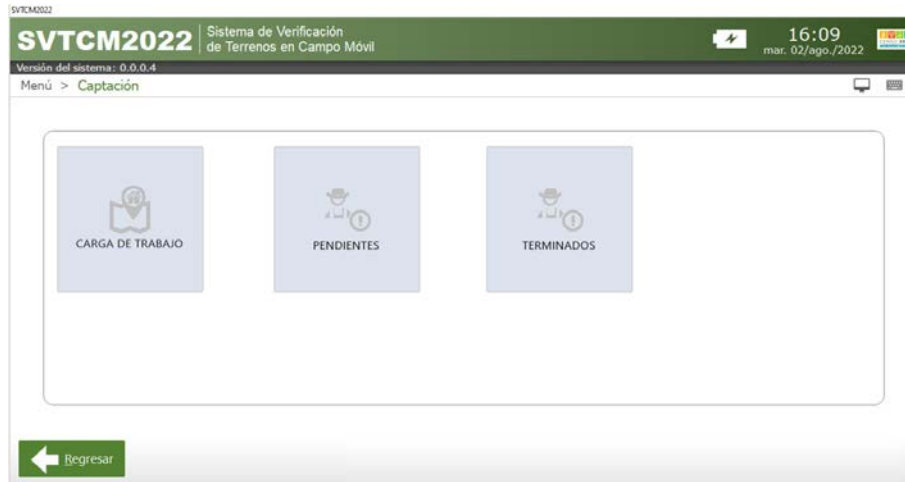 SVTCM2022
SVTCM2022
Sistema de Verificación
de Terrenos en Campo Móvil
16:09
mar. 02/ago./2022
Versión del sistema: 0.0.0.4
Menú > Captación
CARGA DE TRABAJO
PENDIENTES
TERMINADOS
Regresar